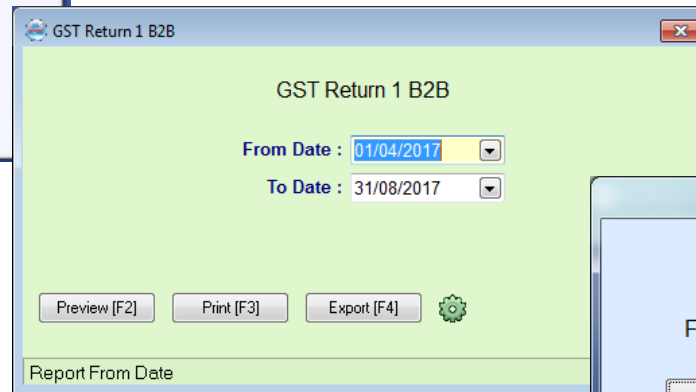 GST Return 1 B2B
GST Return 1 B2B
From Date : 01/04/2017
To Date : 31/08/2017
Preview [F2] Print [F3] Export [F4]
F
Report From Date